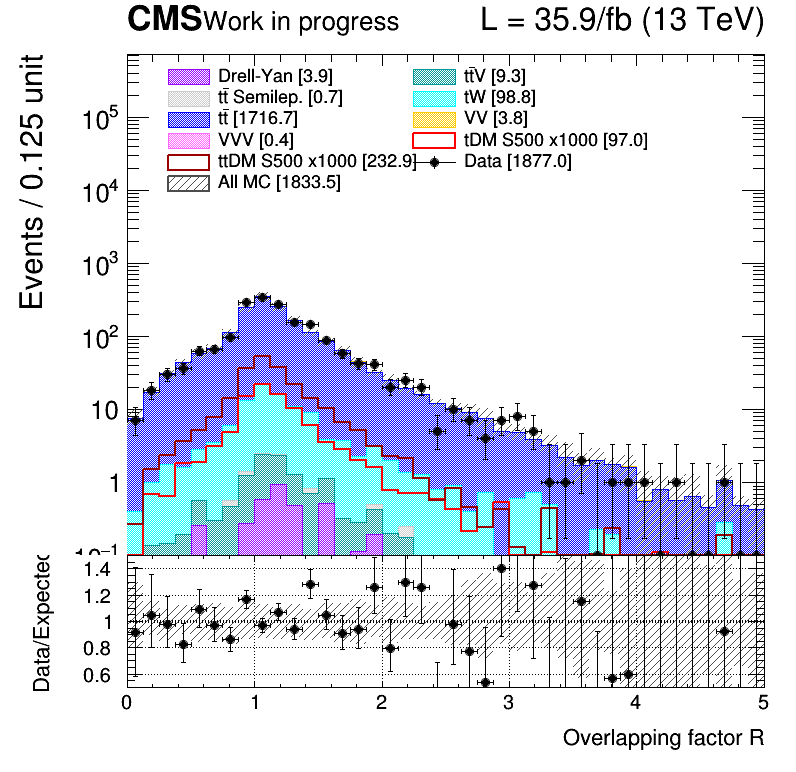 CMS Work in progress L = 35.9/fb (13 TeV)
Events / 0.125 unit
Drell-Yan [3.9] tt̄V [9.3]
tt̄ Semilep. [0.7] tW [98.8]
tt̄ [1716.7] VV [3.8]
VVV [0.4] tDM S500 x1000 [97.0]
ttDM S500 x1000 [232.9] Data [1877.0]
All MC [1833.5]
10⁵
10⁴
10³
10²
10
1
10⁻¹
Data/Expected
1.4
1.2
1
0.8
0.6
0 1 2 3 4 5
Overlapping factor R